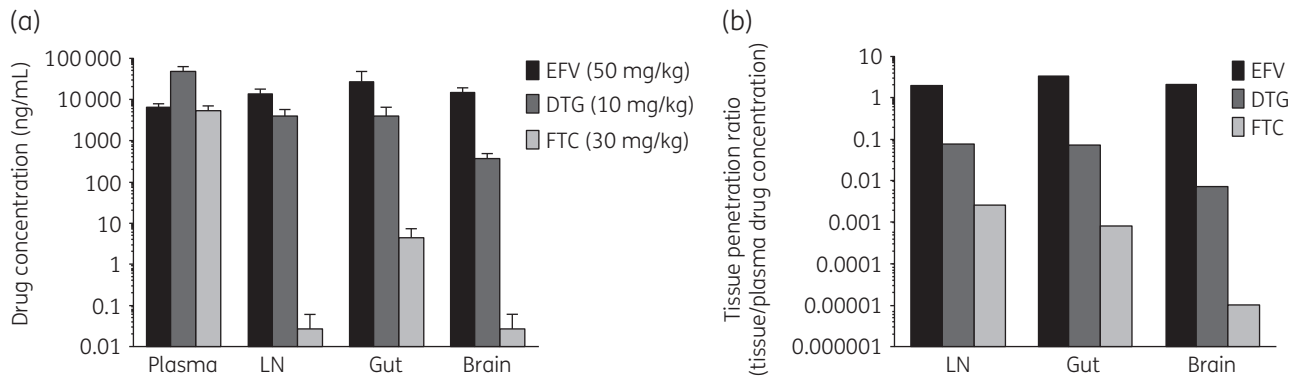 (a)
Drug concentration (ng/mL)
100 000
10 000
1000
100
10
1
0.1
0.01
Plasma
LN
Gut
Brain
EFV (50 mg/kg)
DTG (10 mg/kg)
FTC (30 mg/kg)
(b)
Tissue penetration ratio
(tissue/plasma drug concentration)
10
1
0.1
0.01
0.001
0.0001
0.00001
0.000001
LN
Gut
Brain
EFV
DTG
FTC